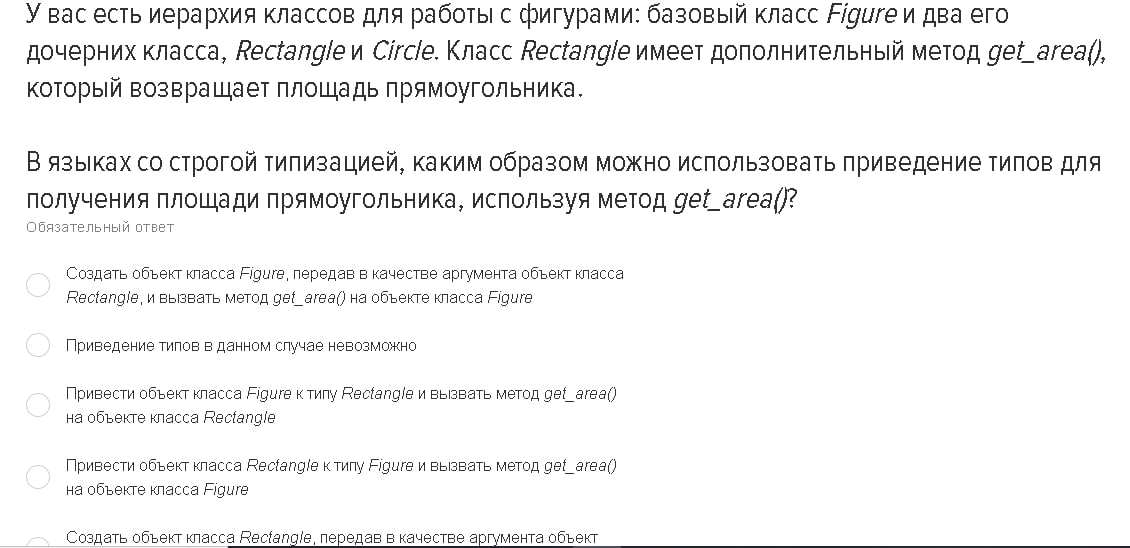 У вас есть иерархия классов для работы с фигурами: базовый класс Figure и два его
дочерних класса, Rectangle и Circle. Класс Rectangle имеет дополнительный метод get_area(),
который возвращает площадь прямоугольника.
В языках со строгой типизацией, каким образом можно использовать приведение типов для
получения площади прямоугольника, используя метод get_area()?
Обязательный ответ
Создать объект класса Figure, передав в качестве аргумента объект класса
Rectangle, и вызвать метод get_area() на объекте класса Figure
Приведение типов в данном случае невозможно
Привести объект класса Figure к типу Rectangle и вызвать метод get_area()
на объекте класса Rectangle
Привести объект класса Rectangle к типу Figure и вызвать метод get_area()
на объекте класса Figure
Создать объект класса Rectangle, передав в качестве аргумента объект